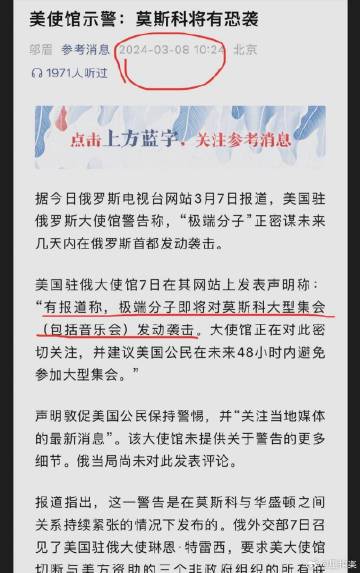 美使馆示警：莫斯科将有恐袭
邬眉 参考消息 2024-03-08 10:24 北京
1971人听过
点击上方蓝字，关注参考消息
据今日俄罗斯电视台网站3月7日报道，美国驻
俄罗斯大使馆警告称，“极端分子”正密谋未来
几天内在俄罗斯首都发动袭击。
美国驻俄大使馆7日在其网站上发表声明称：
“有报道称，极端分子即将对莫斯科大型集会
（包括音乐会）发动袭击。大使馆正在对此密
切关注，并建议美国公民在未来48小时内避免
参加大型集会。”
声明敦促美国公民保持警惕，并“关注当地媒体
的最新消息”。该大使馆未提供关于警告的更多
细节。俄当局尚未对此发表评论。
报道指出，这一警告是在莫斯科与华盛顿之间
关系持续紧张的情况下发布的。俄外交部7日召
见了美国驻俄大使琳恩·特雷西，要求美大使馆
切断与美方资助的三个非政府组织的所有联